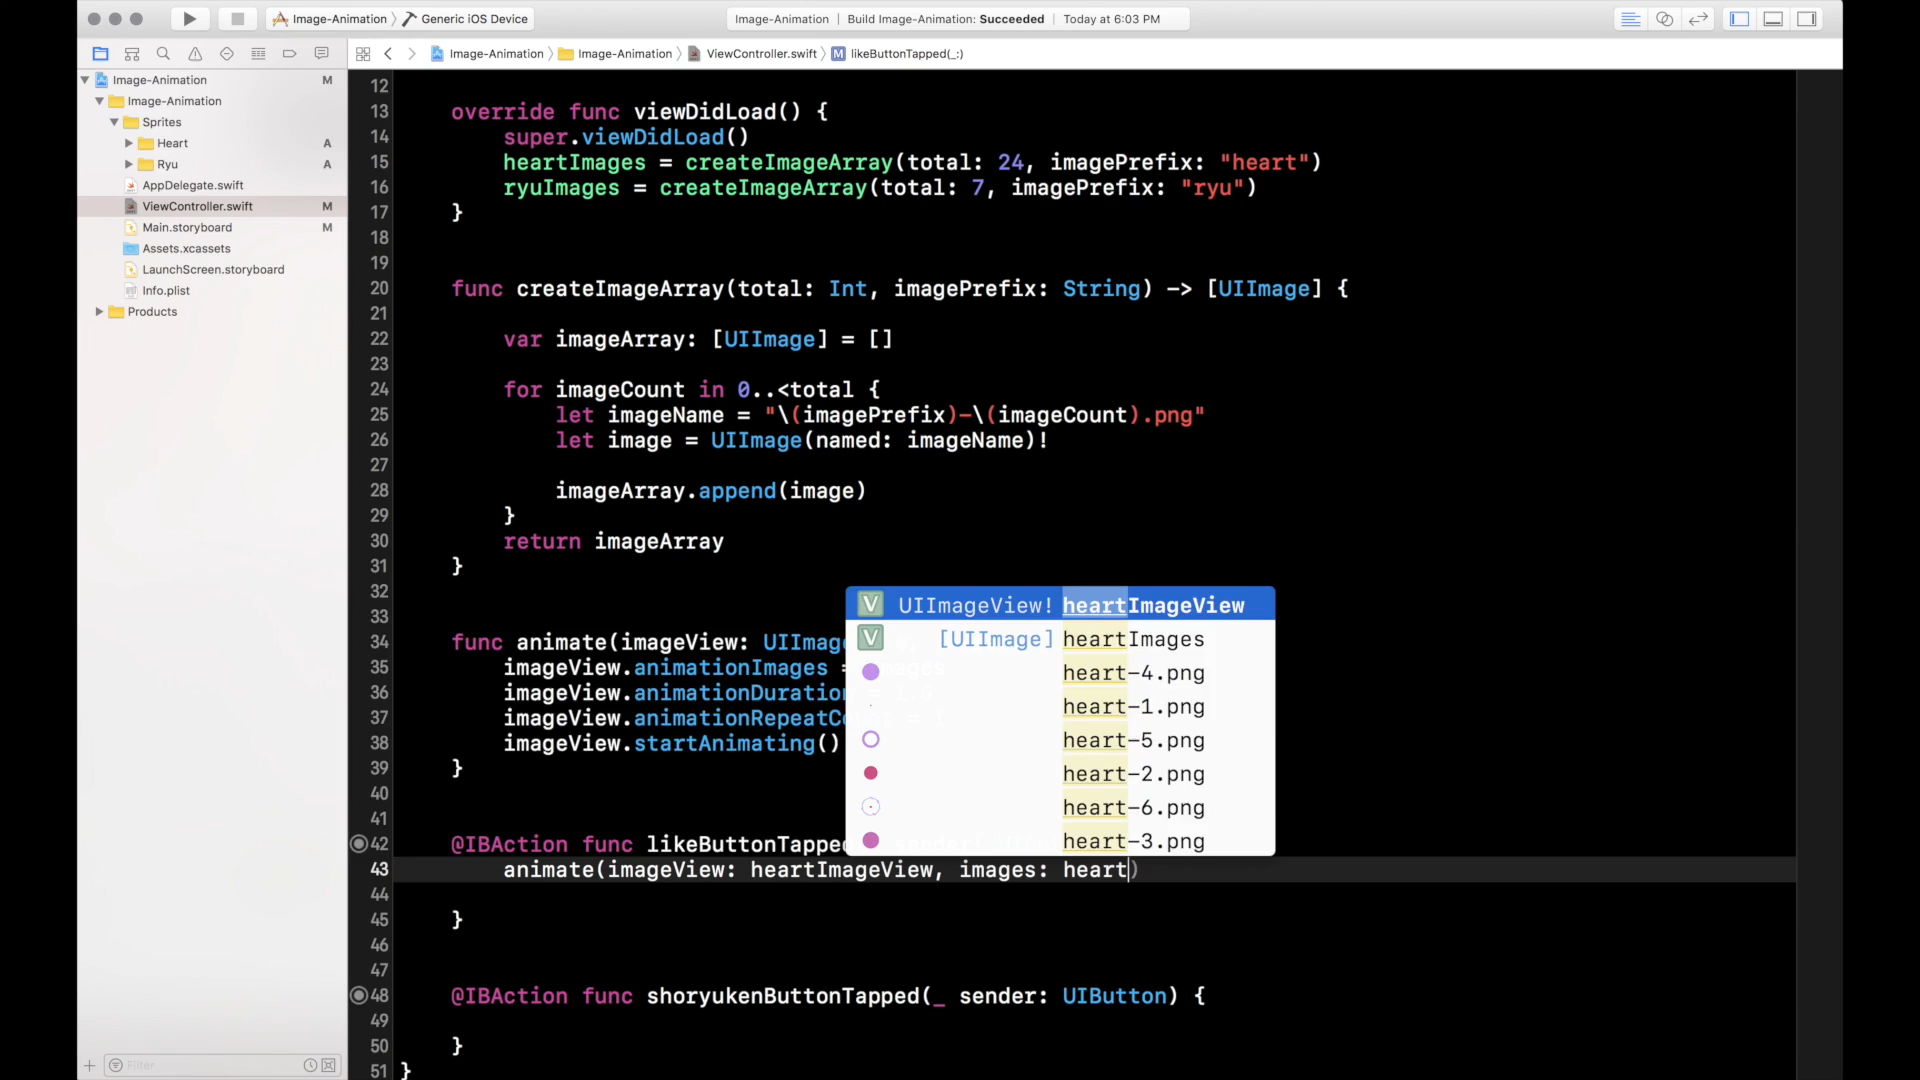 Image-Animation > Generic iOS Device
Image-Animation | Build Image-Animation: Succeeded | Today at 6:03 PM
Image-Animation > Image-Animation > ViewController.swift > M likeButtonTapped(_:)
Image-Animation M
Image-Animation
Sprites
Heart A
Ryu A
AppDelegate.swift
ViewController.swift M
Main.storyboard M
Assets.xcassets
LaunchScreen.storyboard
Info.plist
Products
Filter
12
13 override func viewDidLoad() {
14 super.viewDidLoad()
15 heartImages = createImageArray(total: 24, imagePrefix: "heart")
16 ryuImages = createImageArray(total: 7, imagePrefix: "ryu")
17 }
18
19
20 func createImageArray(total: Int, imagePrefix: String) -> [UIImage] {
21
22 var imageArray: [UIImage] = []
23
24 for imageCount in 0..<total {
25 let imageName = "\(imagePrefix)-\(imageCount).png"
26 let image = UIImage(named: imageName)!
27
28 imageArray.append(image)
29 }
30 return imageArray
31 }
32
33
34 func animate(imageView: UIImag
35 imageView.animationImages =
36 imageView.animationDuration
37 imageView.animationRepeatC
38 imageView.startAnimating()
39 }
40
41
42 @IBAction func likeButtonTapped
43 animate(imageView: heartImageView, images: heart)
44
45 }
46
47
48 @IBAction func shoryukenButtonTapped(_ sender: UIButton) {
49
50 }
51 }
V UIImageView! heartImageView
V [UIImage] heartImages
heart-4.png
heart-1.png
heart-5.png
heart-2.png
heart-6.png
heart-3.png